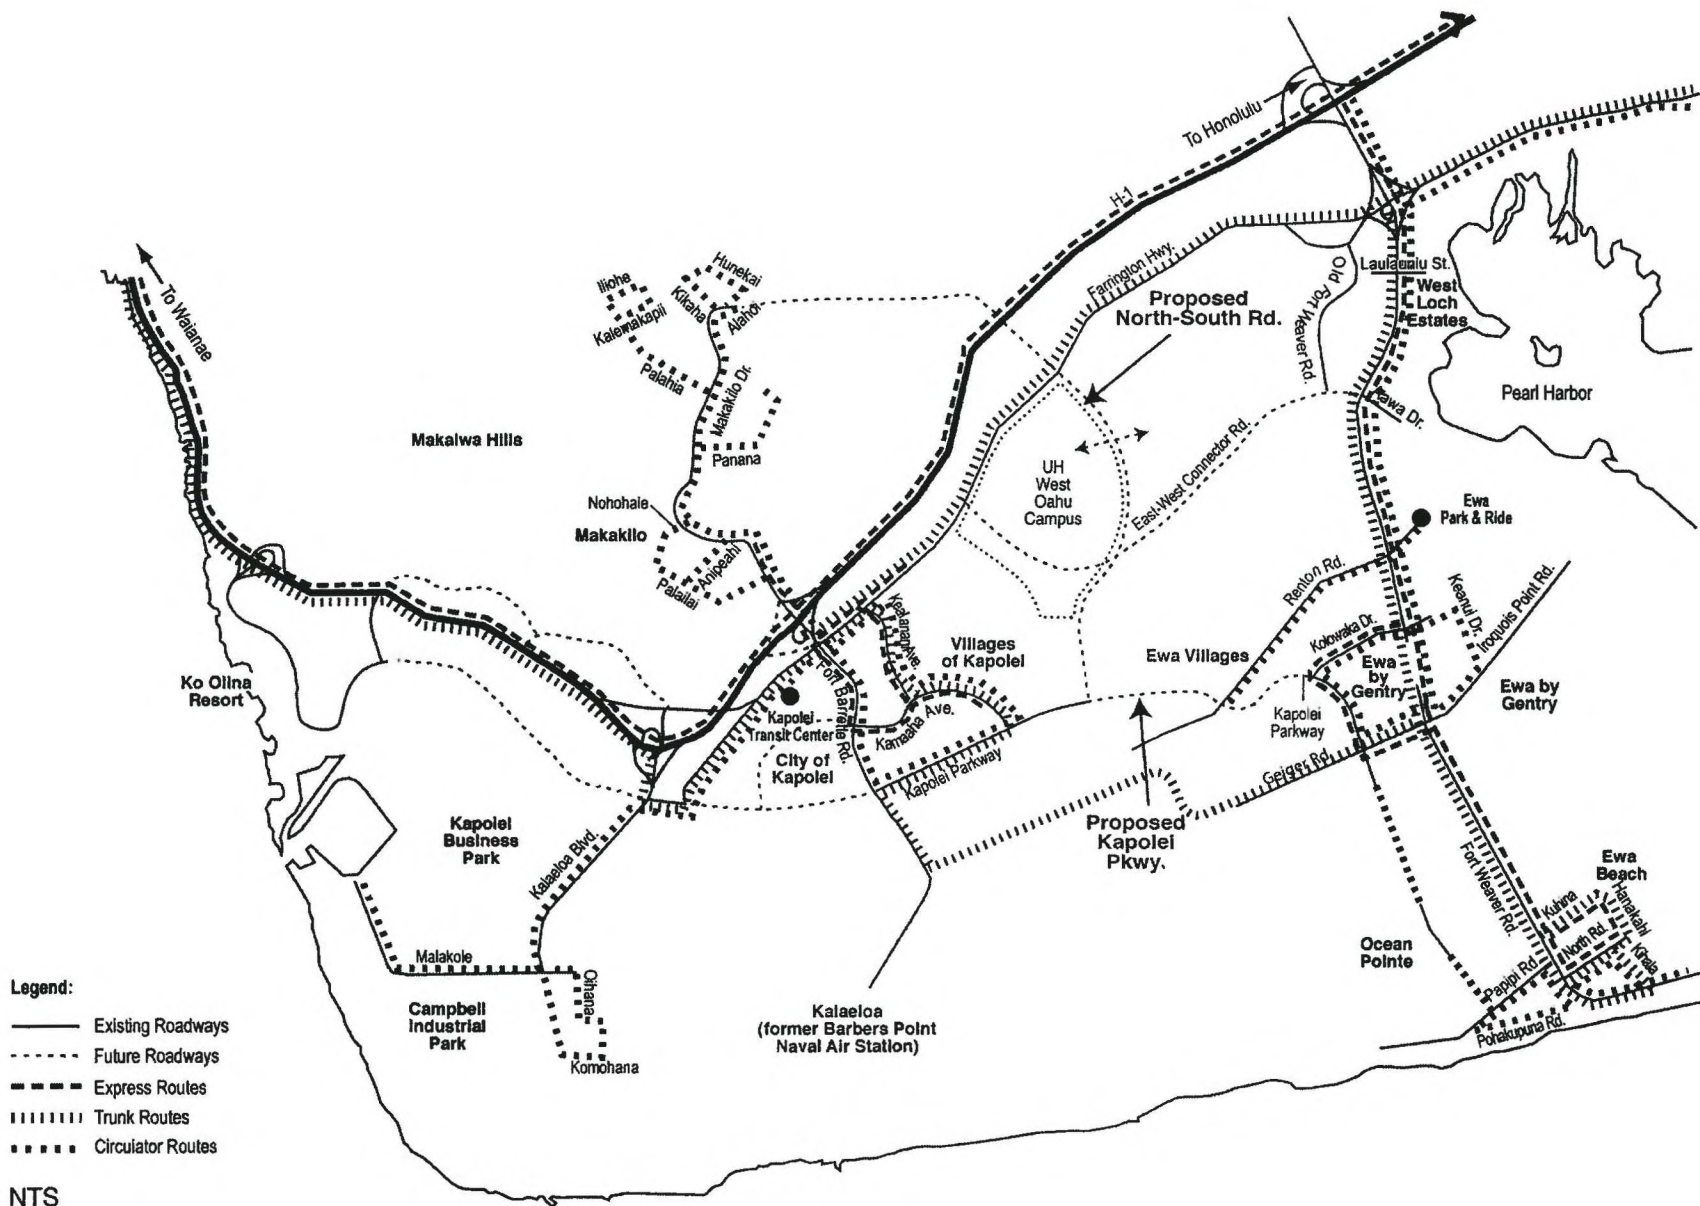 To Honolulu
H-1
To Waianae
Hunekai
Iliohe
Kikaha
Alahoi
Kalemakapii
Palahia
Makakilo Dr.
Panana
Makaiwa Hills
Nohohale
Makakilo
Anipeahi
Palailai
Farrington Hwy.
Proposed
North-South Rd.
Old Fort Weaver Rd.
Laulaunui St.
West
Loch
Estates
Pearl Harbor
UH
West
Oahu
Campus
East-West Connector Rd.
Ewa
Park & Ride
Renton Rd.
Keaunui Dr.
Iroquois Point Rd.
Kolowaka Dr.
Ewa Villages
Ewa
by
Gentry
Ewa by
Gentry
Kapolei
Parkway
Geiger Rd.
Villages
of Kapolei
Kealanani Ave.
Fort Barrette Rd.
Kamaaha Ave.
Kapolei
Transit Center
City of
Kapolei
Kapolei Parkway
Proposed
Kapolei
Pkwy.
Ko Olina
Resort
Kapolei
Business
Park
Kalaeloa Blvd.
Malakole
Campbell
Industrial
Park
Oihana
Komohana
Kalaeloa
(former Barbers Point
Naval Air Station)
Fort Weaver Rd.
Ewa
Beach
Kuhina
Hanakahi
North Rd.
Kihala
Ocean
Pointe
Papipi Rd.
Pohakupuna Rd.
Legend:
Existing Roadways
Future Roadways
Express Routes
Trunk Routes
Circulator Routes
NTS